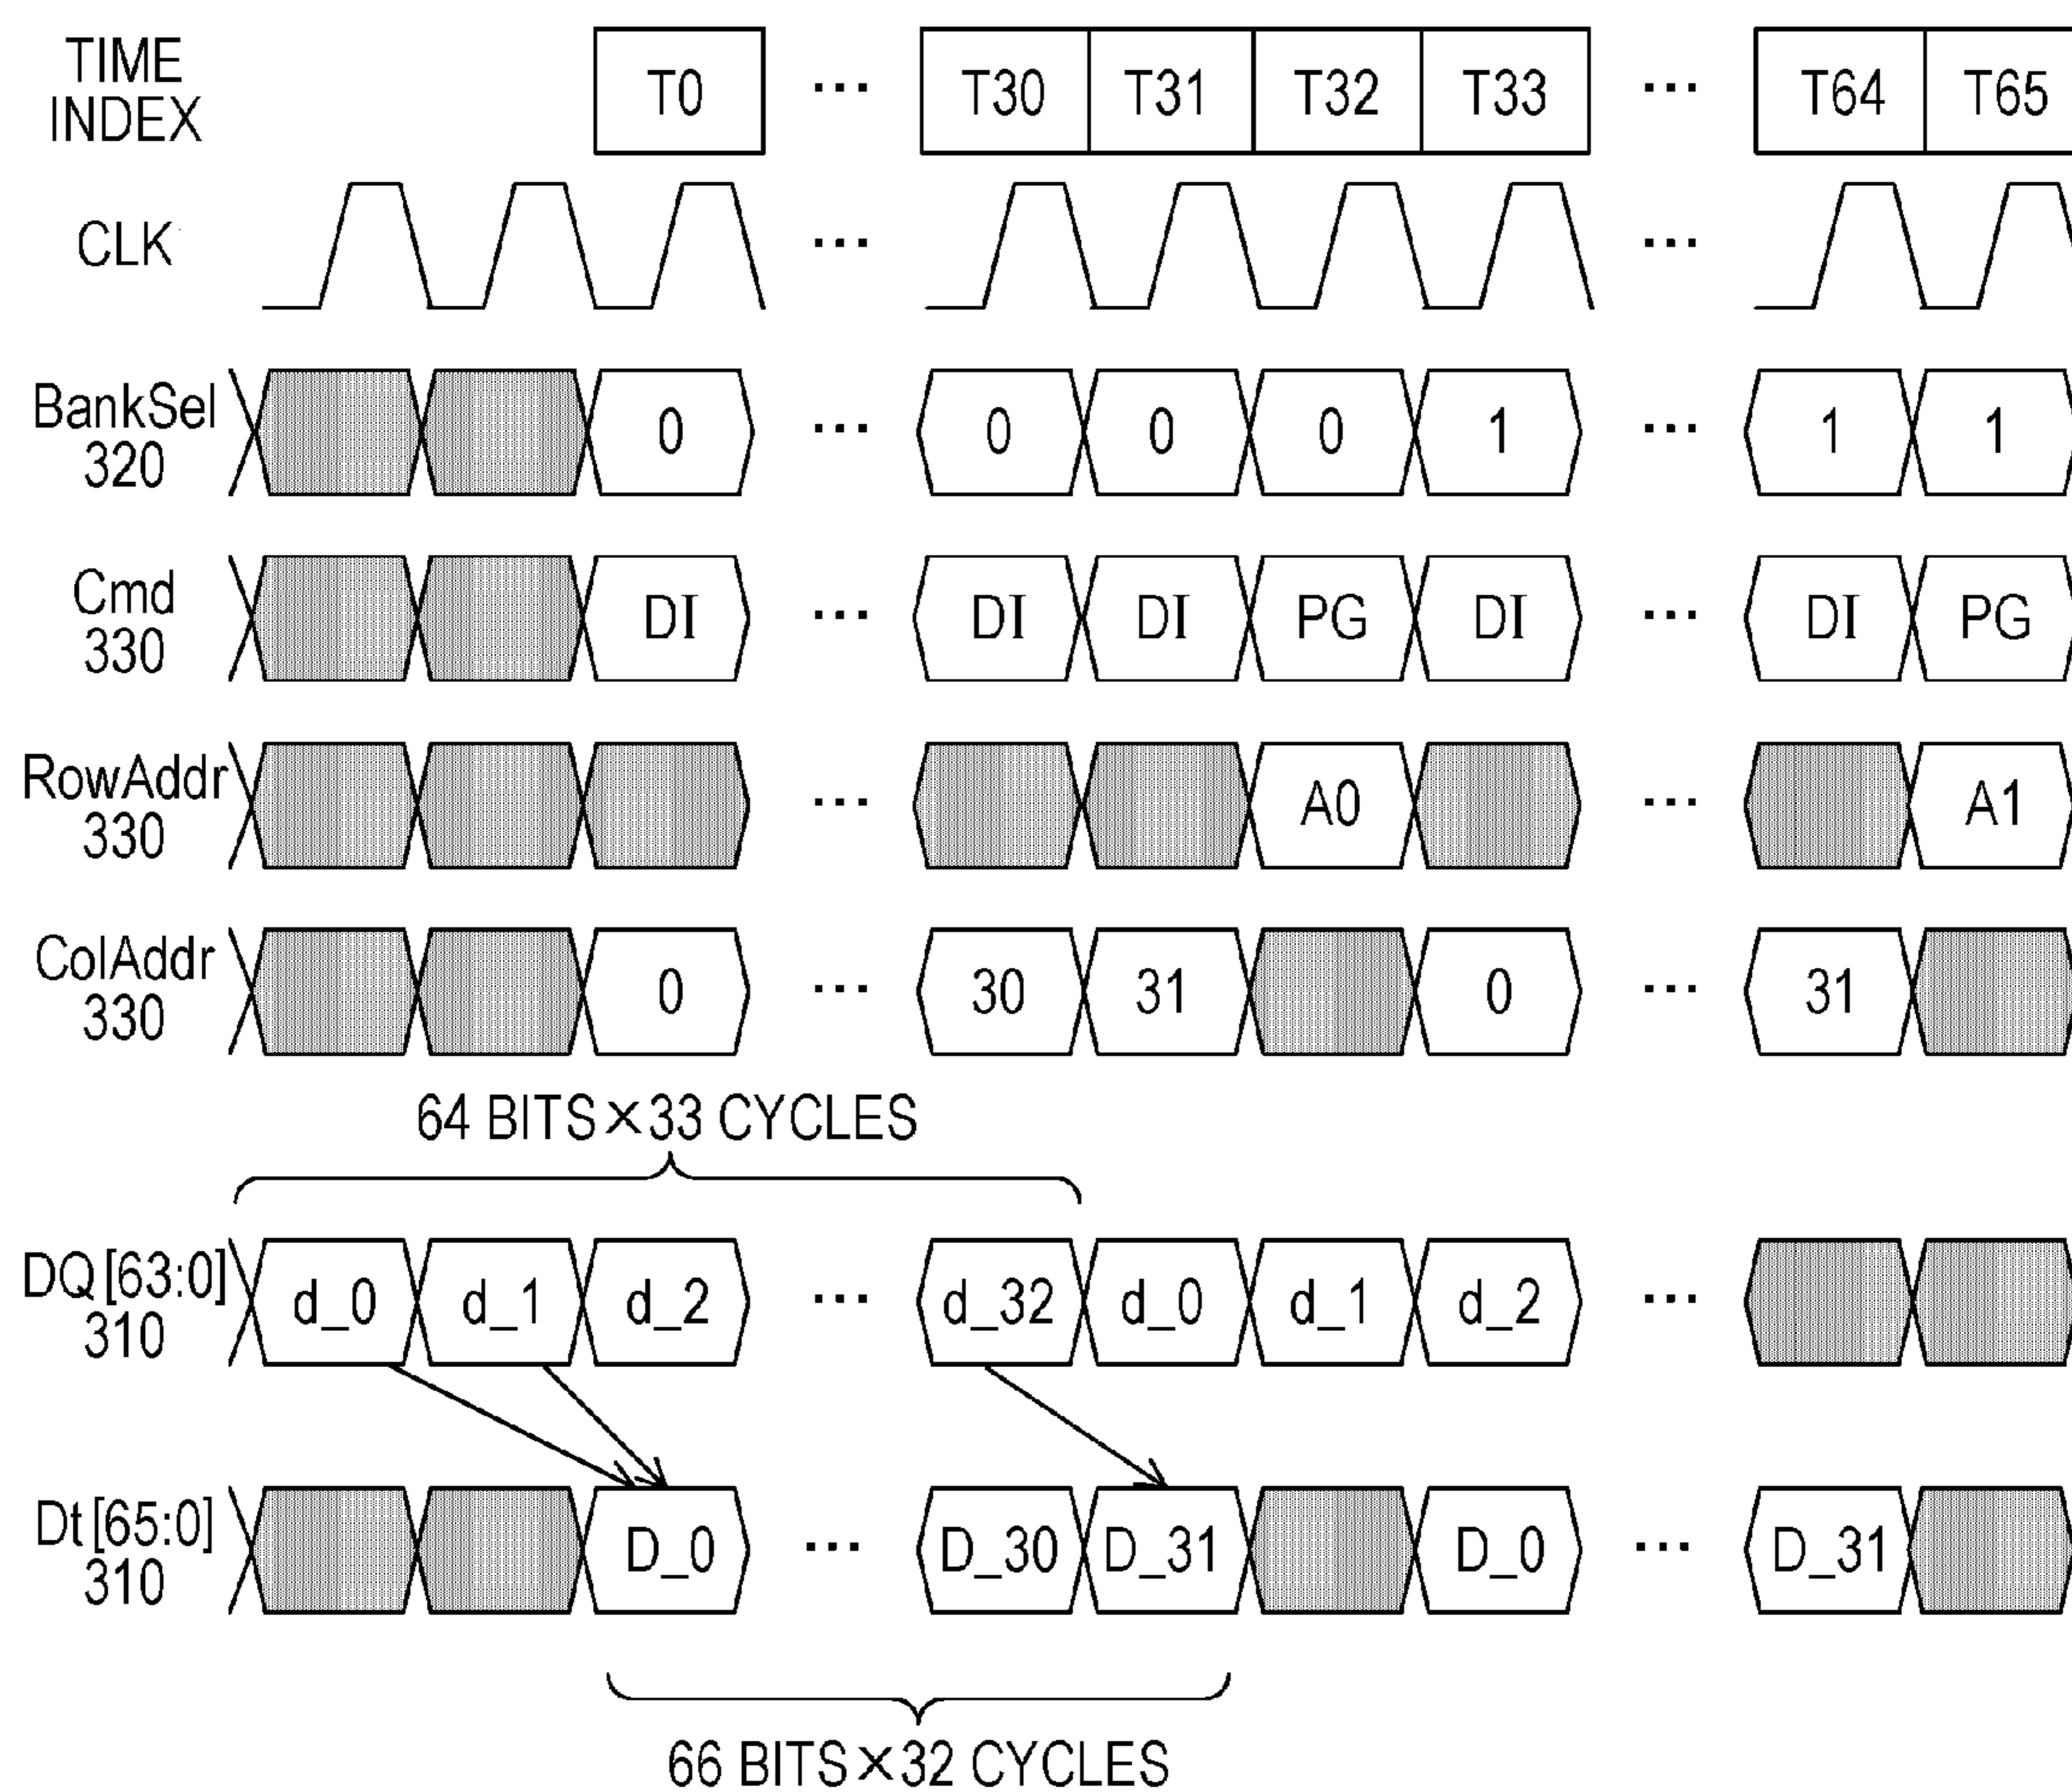 TIME
INDEX
T0 ... T30 T31 T32 T33 ... T64 T65
CLK ... ...
BankSel
320
0 ... 0 0 0 1 ... 1 1
Cmd
330
DI ... DI DI PG DI ... DI PG
RowAddr
330
... A0 ... A1
ColAddr
330
0 ... 30 31 0 ... 31
64 BITS×33 CYCLES
DQ[63:0]
310
d_0 d_1 d_2 ... d_32 d_0 d_1 d_2 ...
Dt[65:0]
310
D_0 ... D_30 D_31 D_0 ... D_31
66 BITS×32 CYCLES